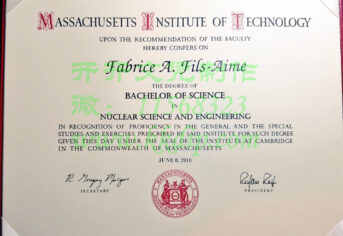 MASSACHUSETTS INSTITUTE OF TECHNOLOGY
UPON THE RECOMMENDATION OF THE FACULTY
HEREBY CONFERS ON
Fabrice A. Fils-Aime
THE DEGREE OF
BACHELOR OF SCIENCE
IN
NUCLEAR SCIENCE AND ENGINEERING
IN RECOGNITION OF PROFICIENCY IN THE GENERAL AND THE SPECIAL
STUDIES AND EXERCISES PRESCRIBED BY SAID INSTITUTE FOR SUCH DEGREE
GIVEN THIS DAY UNDER THE SEAL OF THE INSTITUTE AT CAMBRIDGE
IN THE COMMONWEALTH OF MASSACHUSETTS
JUNE 8, 2018
SECRETARY
PRESIDENT